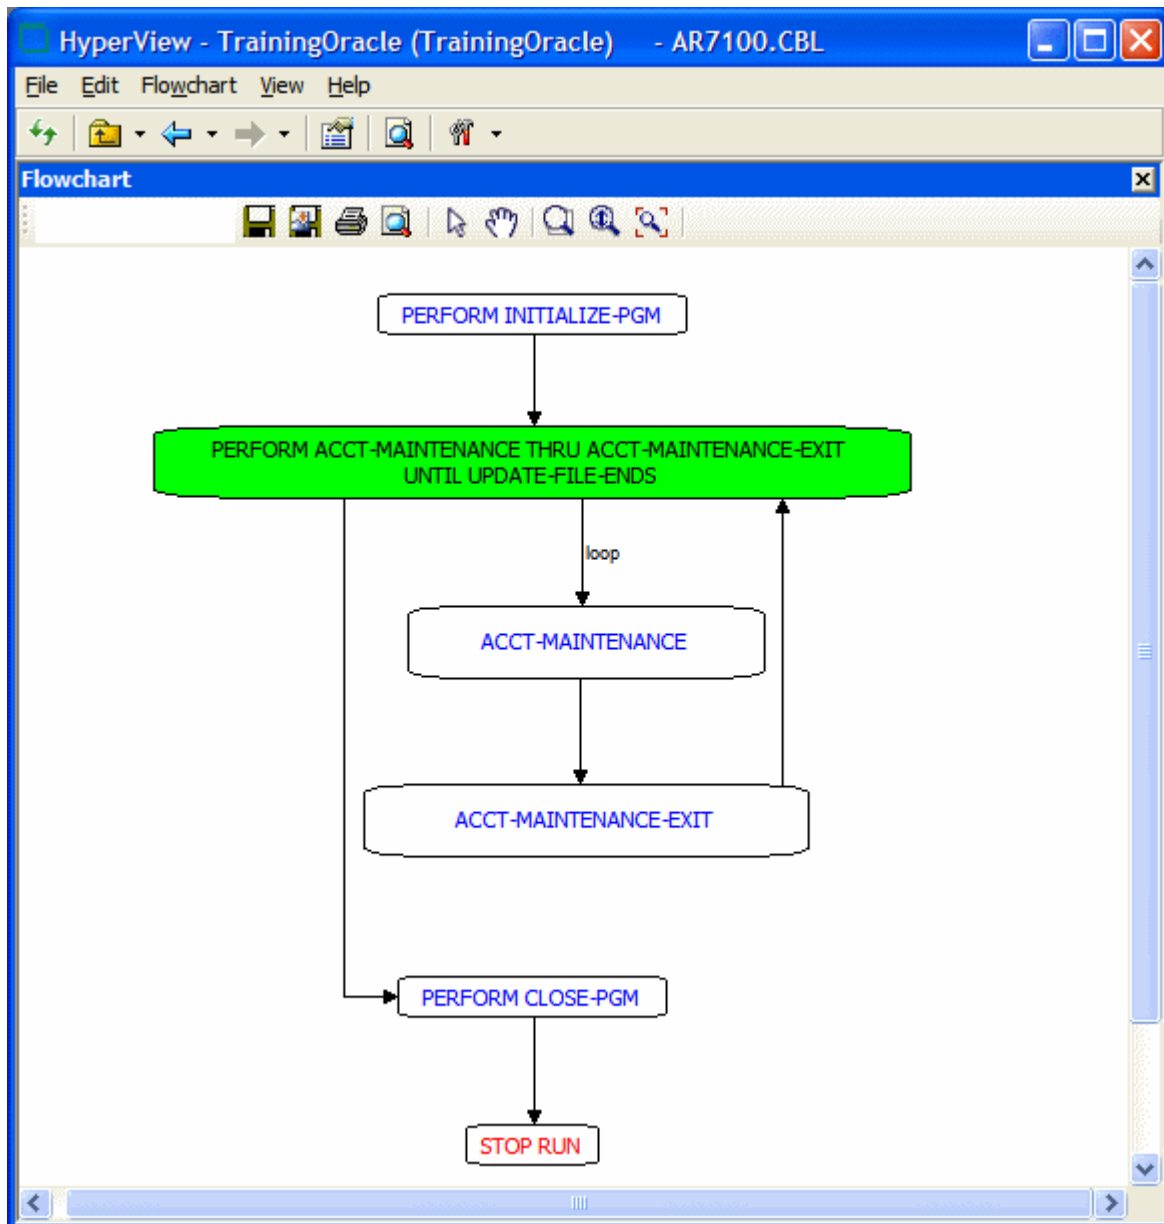 HyperView - TrainingOracle (TrainingOracle) - AR7100.CBL
File Edit Flowchart View Help
Flowchart
PERFORM INITIALIZE-PGM
PERFORM ACCT-MAINTENANCE THRU ACCT-MAINTENANCE-EXIT
UNTIL UPDATE-FILE-ENDS
loop
ACCT-MAINTENANCE
ACCT-MAINTENANCE-EXIT
PERFORM CLOSE-PGM
STOP RUN